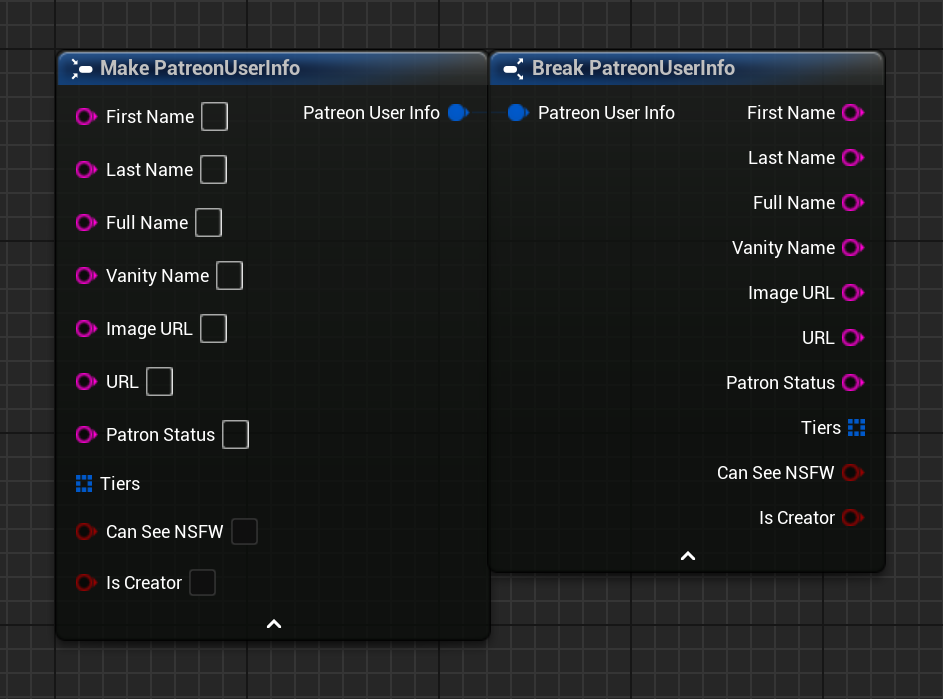 Make PatreonUserInfo
First Name
Patreon User Info
Last Name
Full Name
Vanity Name
Image URL
URL
Patron Status
Tiers
Can See NSFW
Is Creator
Break PatreonUserInfo
Patreon User Info
First Name
Last Name
Full Name
Vanity Name
Image URL
URL
Patron Status
Tiers
Can See NSFW
Is Creator